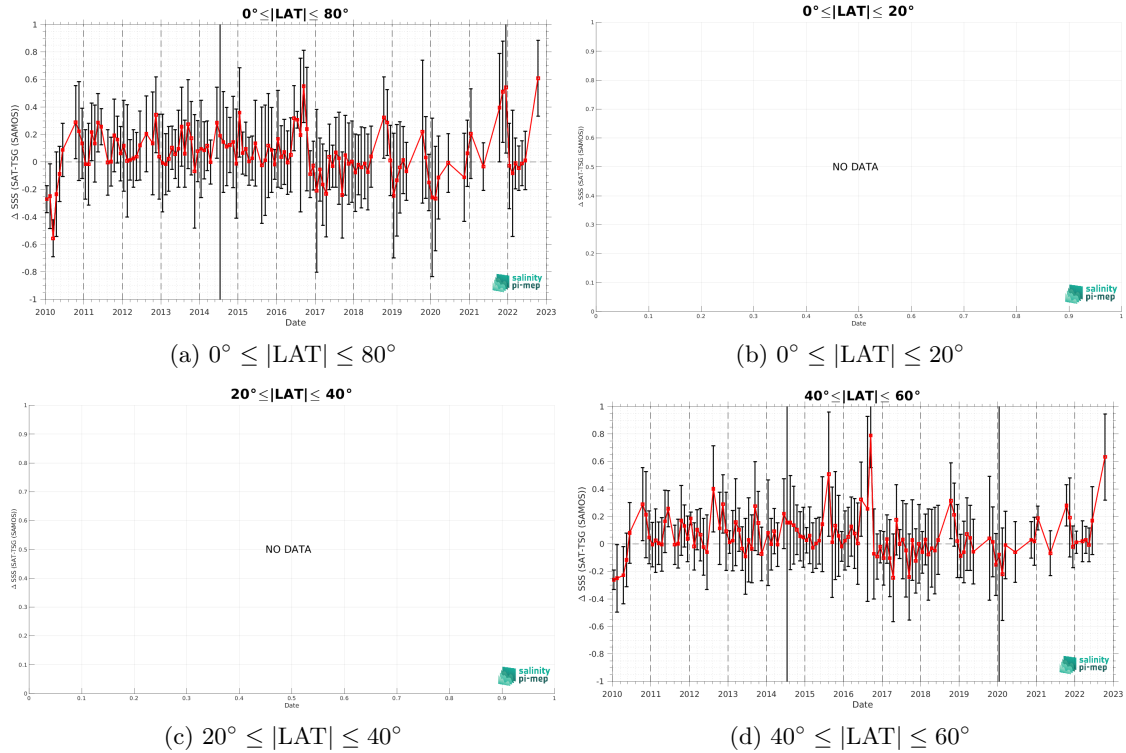 0°≤|LAT|≤ 80°
Δ SSS (SAT-TSG (SAMOS))
1
0.8
0.6
0.4
0.2
0
-0.2
-0.4
-0.6
-0.8
-1
2010 2011 2012 2013 2014 2015 2016 2017 2018 2019 2020 2021 2022 2023
Date
salinity
pi-mep
(a) 0° ≤ |LAT| ≤ 80°
0°≤|LAT|≤ 20°
Δ SSS (SAT-TSG (SAMOS))
1
0.9
0.8
0.7
0.6
0.5
0.4
0.3
0.2
0.1
0
NO DATA
0 0.1 0.2 0.3 0.4 0.5 0.6 0.7 0.8 0.9 1
Date
salinity
pi-mep
(b) 0° ≤ |LAT| ≤ 20°
20°≤|LAT|≤ 40°
Δ SSS (SAT-TSG (SAMOS))
1
0.9
0.8
0.7
0.6
0.5
0.4
0.3
0.2
0.1
0
NO DATA
0 0.1 0.2 0.3 0.4 0.5 0.6 0.7 0.8 0.9 1
Date
salinity
pi-mep
(c) 20° ≤ |LAT| ≤ 40°
40°≤|LAT|≤ 60°
Δ SSS (SAT-TSG (SAMOS))
1
0.8
0.6
0.4
0.2
0
-0.2
-0.4
-0.6
-0.8
-1
2010 2011 2012 2013 2014 2015 2016 2017 2018 2019 2020 2021 2022 2023
Date
salinity
pi-mep
(d) 40° ≤ |LAT| ≤ 60°